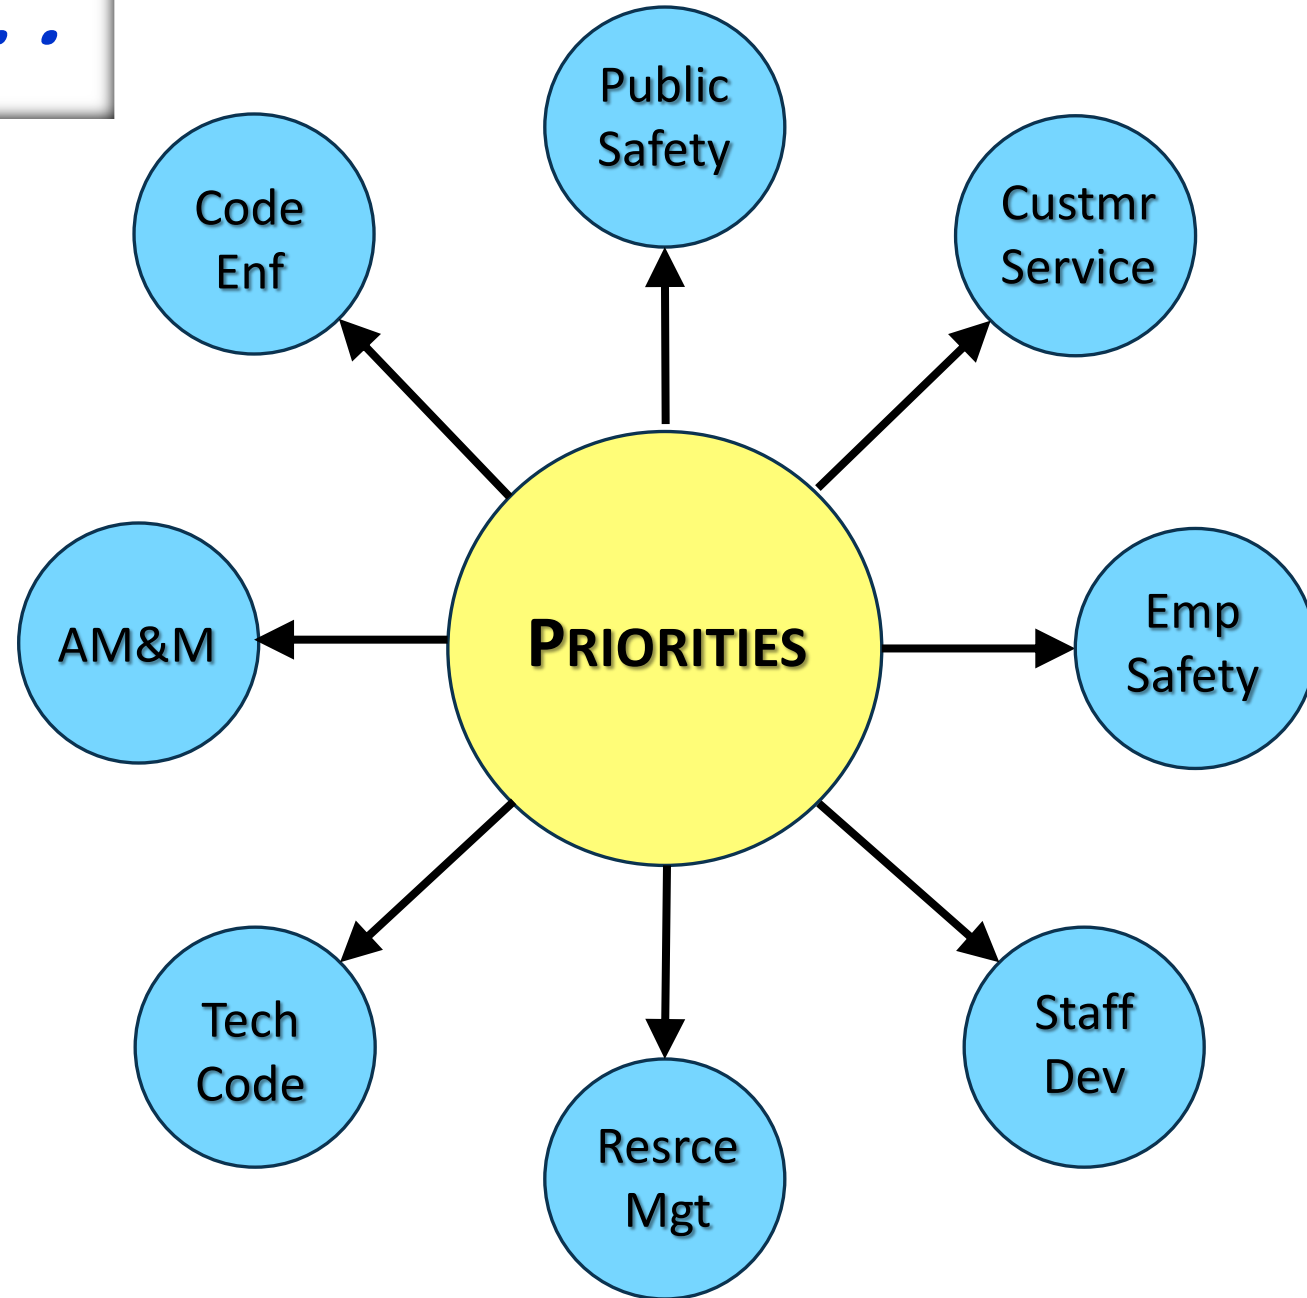 . .
Public
Safety
Custmr
Service
Emp
Safety
Staff
Dev
Resrce
Mgt
Tech
Code
AM&M
Code
Enf
PRIORITIES